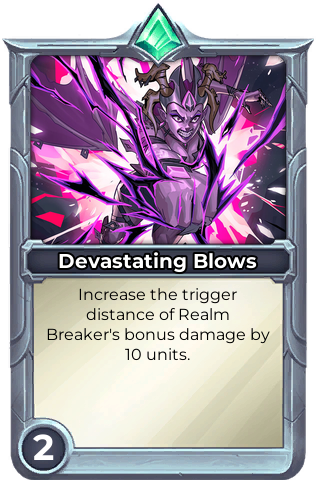 Devastating Blows
Increase the trigger
distance of Realm
Breaker's bonus damage by
10 units.
2